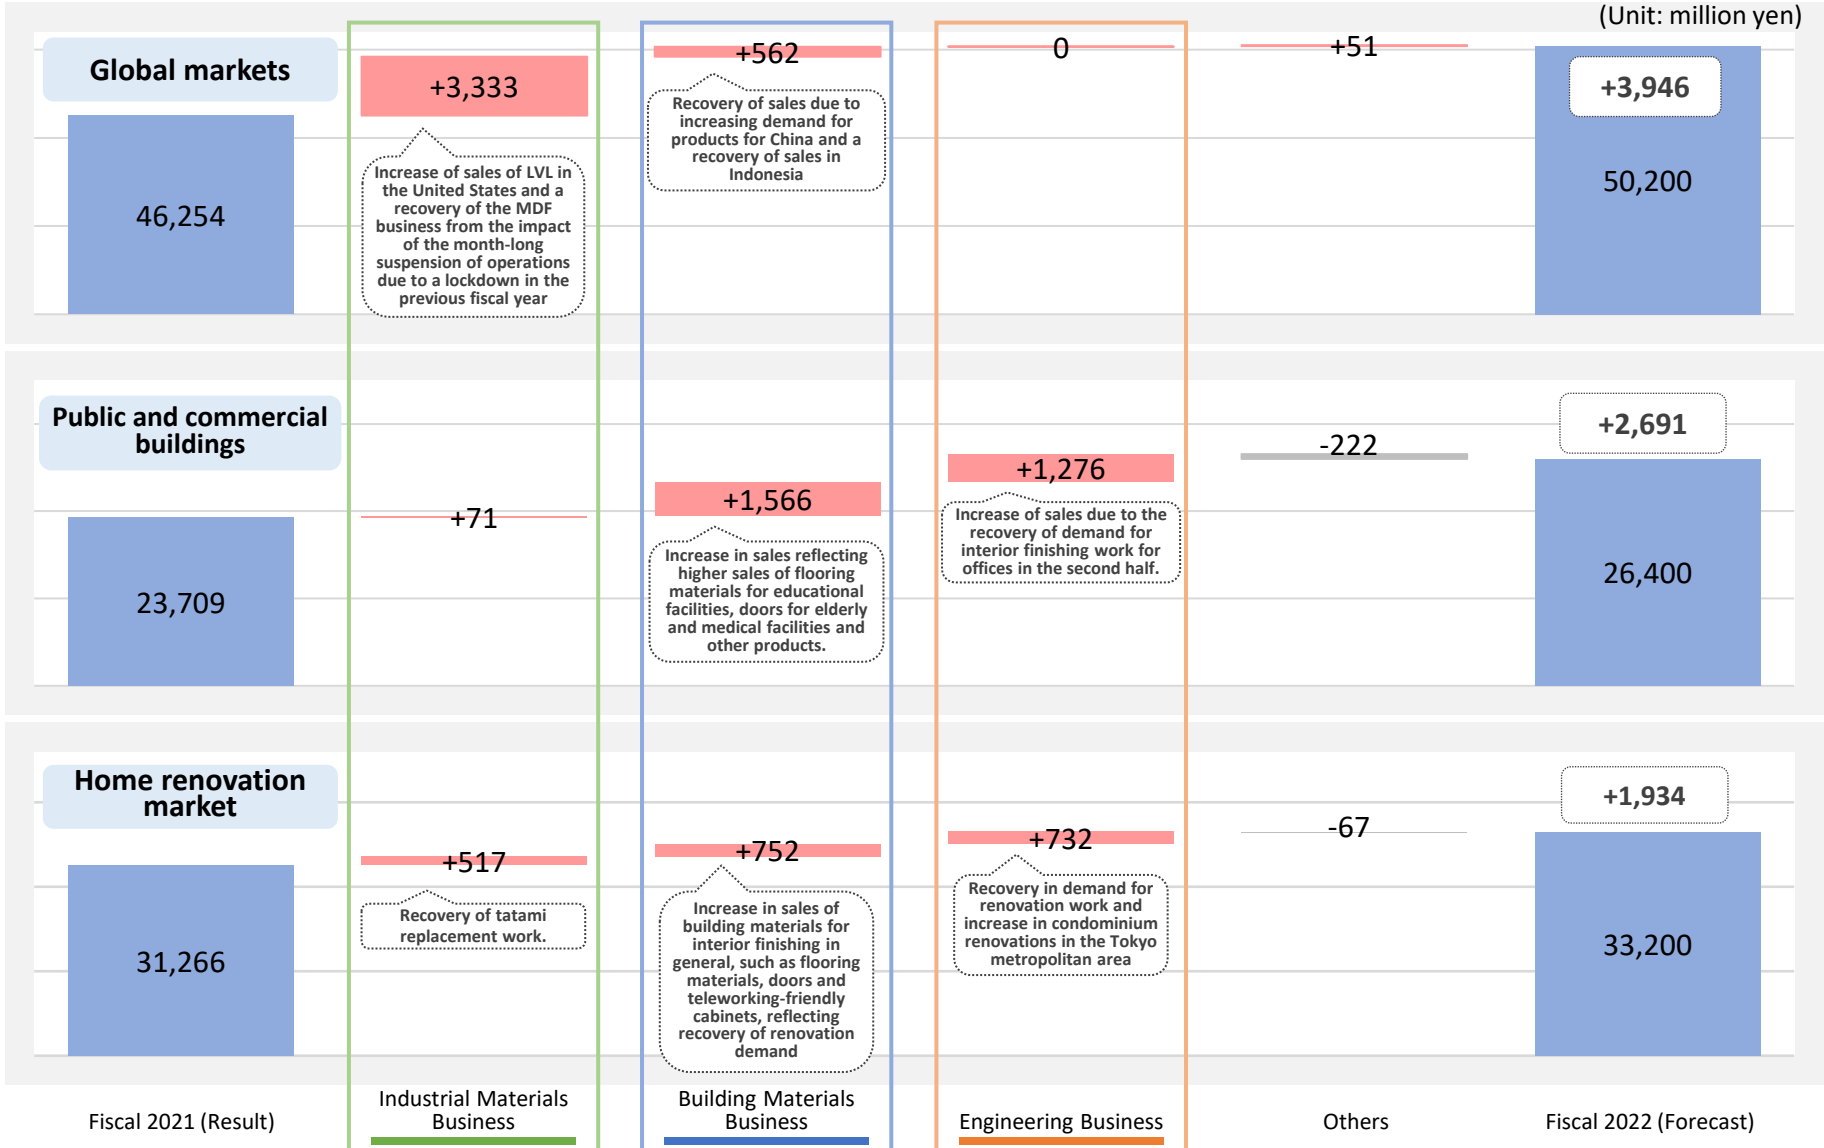 (Unit: million yen)
Global markets
46,254
+3,333
Increase of sales of LVL in
the United States and a
recovery of the MDF
business from the impact
of the month-long
suspension of operations
due to a lockdown in the
previous fiscal year
+562
Recovery of sales due to
increasing demand for
products for China and a
recovery of sales in
Indonesia
0
+51
+3,946
50,200
Public and commercial
buildings
23,709
+71
+1,566
Increase in sales reflecting
higher sales of flooring
materials for educational
facilities, doors for elderly
and medical facilities and
other products.
+1,276
Increase of sales due to the
recovery of demand for
interior finishing work for
offices in the second half.
-222
+2,691
26,400
Home renovation
market
31,266
+517
Recovery of tatami
replacement work.
+752
Increase in sales of
building materials for
interior finishing in
general, such as flooring
materials, doors and
teleworking-friendly
cabinets, reflecting
recovery of renovation
demand
+732
Recovery in demand for
renovation work and
increase in condominium
renovations in the Tokyo
metropolitan area
-67
+1,934
33,200
Fiscal 2021 (Result)
Industrial Materials
Business
Building Materials
Business
Engineering Business
Others
Fiscal 2022 (Forecast)